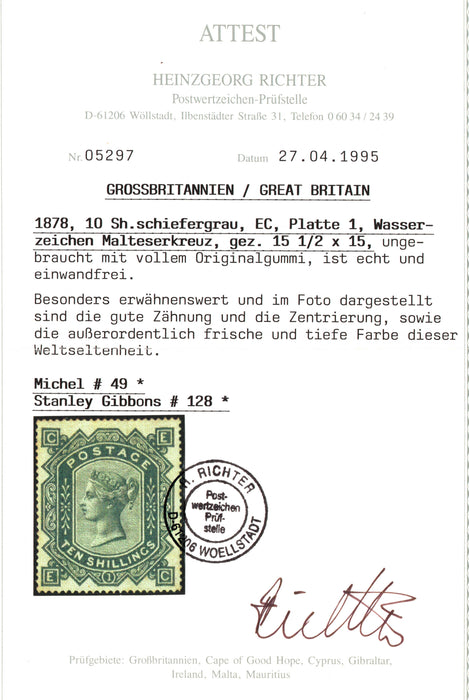 ATTEST
HEINZGEORG RICHTER
Postwertzeichen-Prüfstelle
D-61206 Wöllstadt, Ilbenstädter Straße 31, Telefon 0 60 34 / 24 39
Nr. 05297 Datum 27.04.1995
GROSSBRITANNIEN / GREAT BRITAIN
1878, 10 Sh.schiefergrau, EC, Platte 1, Wasser-
zeichen Malteserkreuz, gez. 15 1/2 x 15, unge-
braucht mit vollem Originalgummi, ist echt und
einwandfrei.
Besonders erwähnenswert und im Foto dargestellt
sind die gute Zähnung und die Zentrierung, sowie
die außerordentlich frische und tiefe Farbe dieser
Weltseltenheit.
Michel # 49 *
Stanley Gibbons # 128 *
C E
POSTAGE
TEN SHILLINGS
E 1 C
H. RICHTER
Post-
wertzeichen
Prüf-
stelle
D-61206 WOELLSTADT
Prüfgebiete: Großbritannien, Cape of Good Hope, Cyprus, Gibraltar,
Ireland, Malta, Mauritius